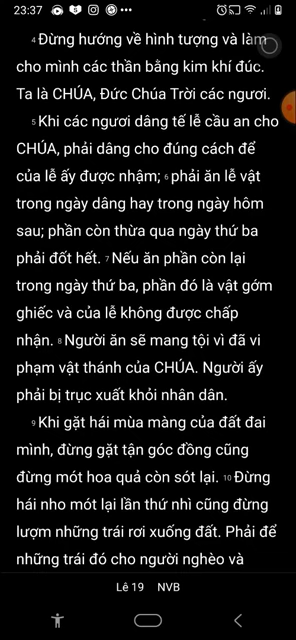 23:37
4 Đừng hướng về hình tượng và làm
cho mình các thần bằng kim khí đúc.
Ta là CHÚA, Đức Chúa Trời các ngươi.
5 Khi các ngươi dâng tế lễ cầu an cho
CHÚA, phải dâng cho đúng cách để
của lễ ấy được nhậm; 6 phải ăn lễ vật
trong ngày dâng hay trong ngày hôm
sau; phần còn thừa qua ngày thứ ba
phải đốt hết. 7 Nếu ăn phần còn lại
trong ngày thứ ba, phần đó là vật gớm
ghiếc và của lễ không được chấp
nhận. 8 Người ăn sẽ mang tội vì đã vi
phạm vật thánh của CHÚA. Người ấy
phải bị trục xuất khỏi nhân dân.
9 Khi gặt hái mùa màng của đất đai
mình, đừng gặt tận góc đồng cũng
đừng mót hoa quả còn sót lại. 10 Đừng
hái nho mót lại lần thứ nhì cũng đừng
lượm những trái rơi xuống đất. Phải để
những trái đó cho người nghèo và
Lê 19 NVB